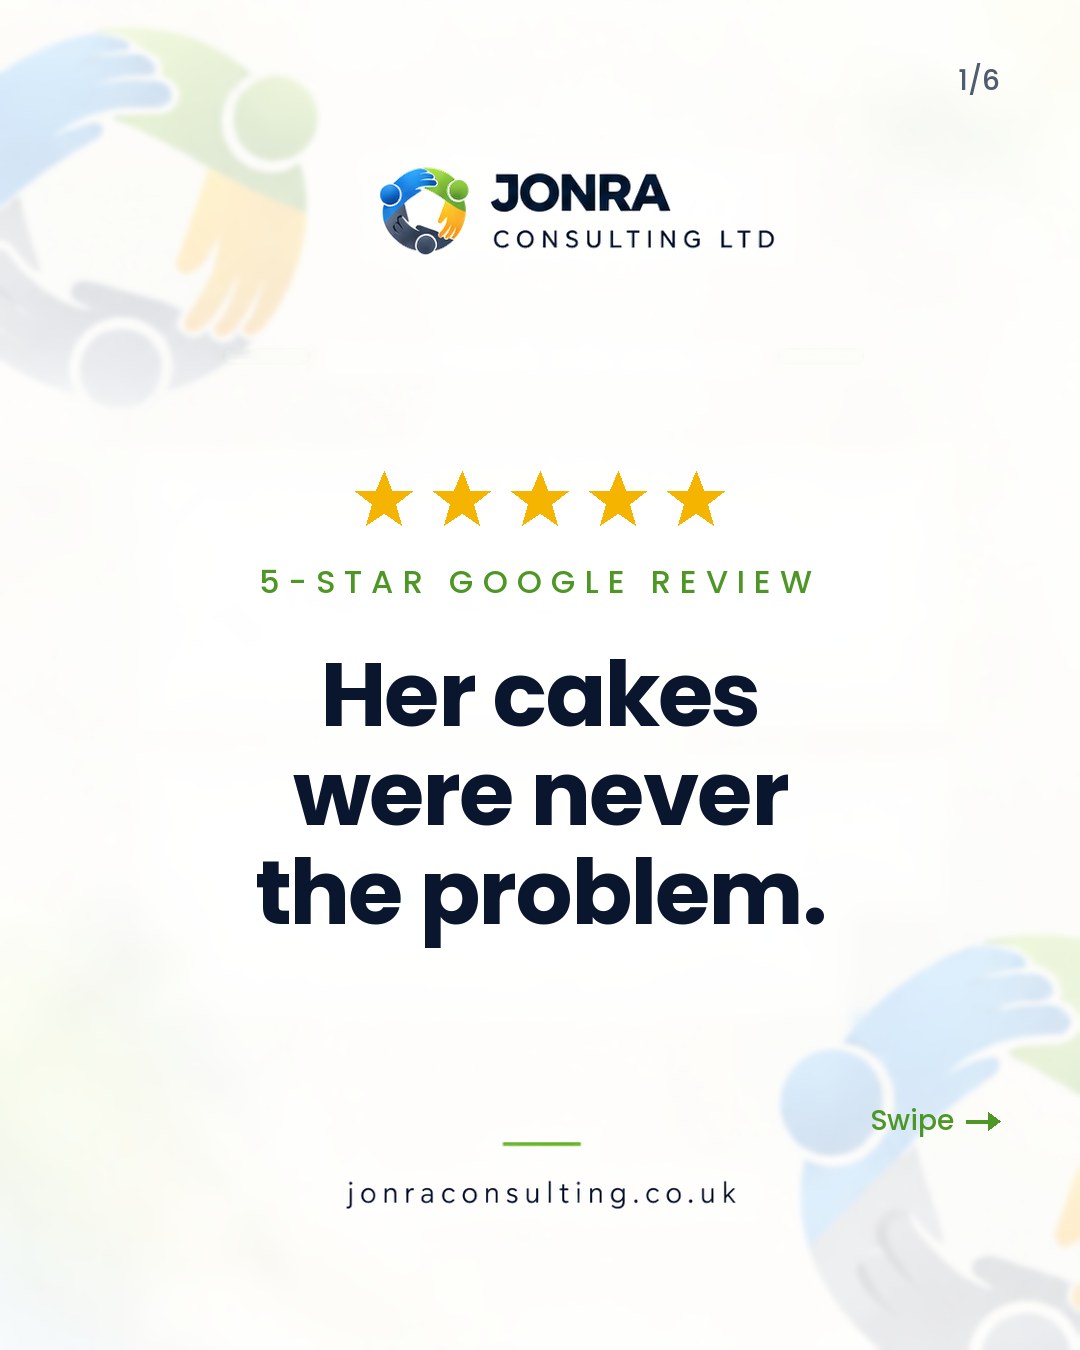 1/6
JONRA
CONSULTING LTD
5-STAR GOOGLE REVIEW
Her cakes
were never
the problem.
Swipe
jonraconsulting.co.uk